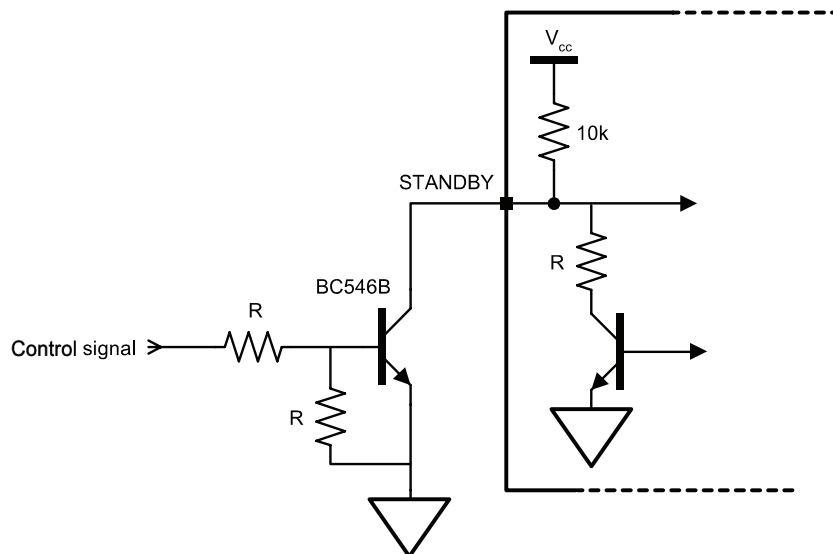 Vcc
10k
STANDBY
R
BC546B
R
Control signal
R